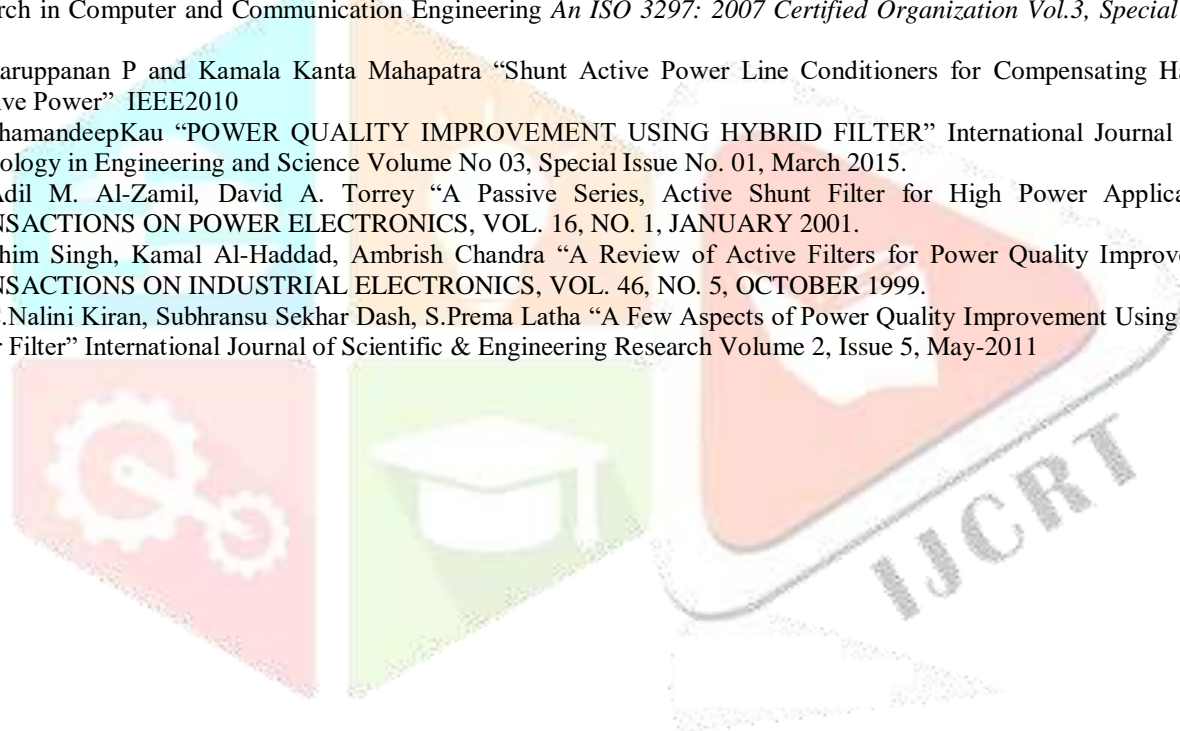 rch in Computer and Communication Engineering An ISO 3297: 2007 Certified Organization Vol.3, Special
aruppanan P and Kamala Kanta Mahapatra “Shunt Active Power Line Conditioners for Compensating Ha
ive Power” IEEE2010
hamandeepKau “POWER QUALITY IMPROVEMENT USING HYBRID FILTER” International Journal
ology in Engineering and Science Volume No 03, Special Issue No. 01, March 2015.
Adil M. Al-Zamil, David A. Torrey “A Passive Series, Active Shunt Filter for High Power Applica
NSACTIONS ON POWER ELECTRONICS, VOL. 16, NO. 1, JANUARY 2001.
him Singh, Kamal Al-Haddad, Ambrish Chandra “A Review of Active Filters for Power Quality Improve
NSACTIONS ON INDUSTRIAL ELECTRONICS, VOL. 46, NO. 5, OCTOBER 1999.
.Nalini Kiran, Subhransu Sekhar Dash, S.Prema Latha “A Few Aspects of Power Quality Improvement Using
r Filter” International Journal of Scientific & Engineering Research Volume 2, Issue 5, May-2011
IJCRT